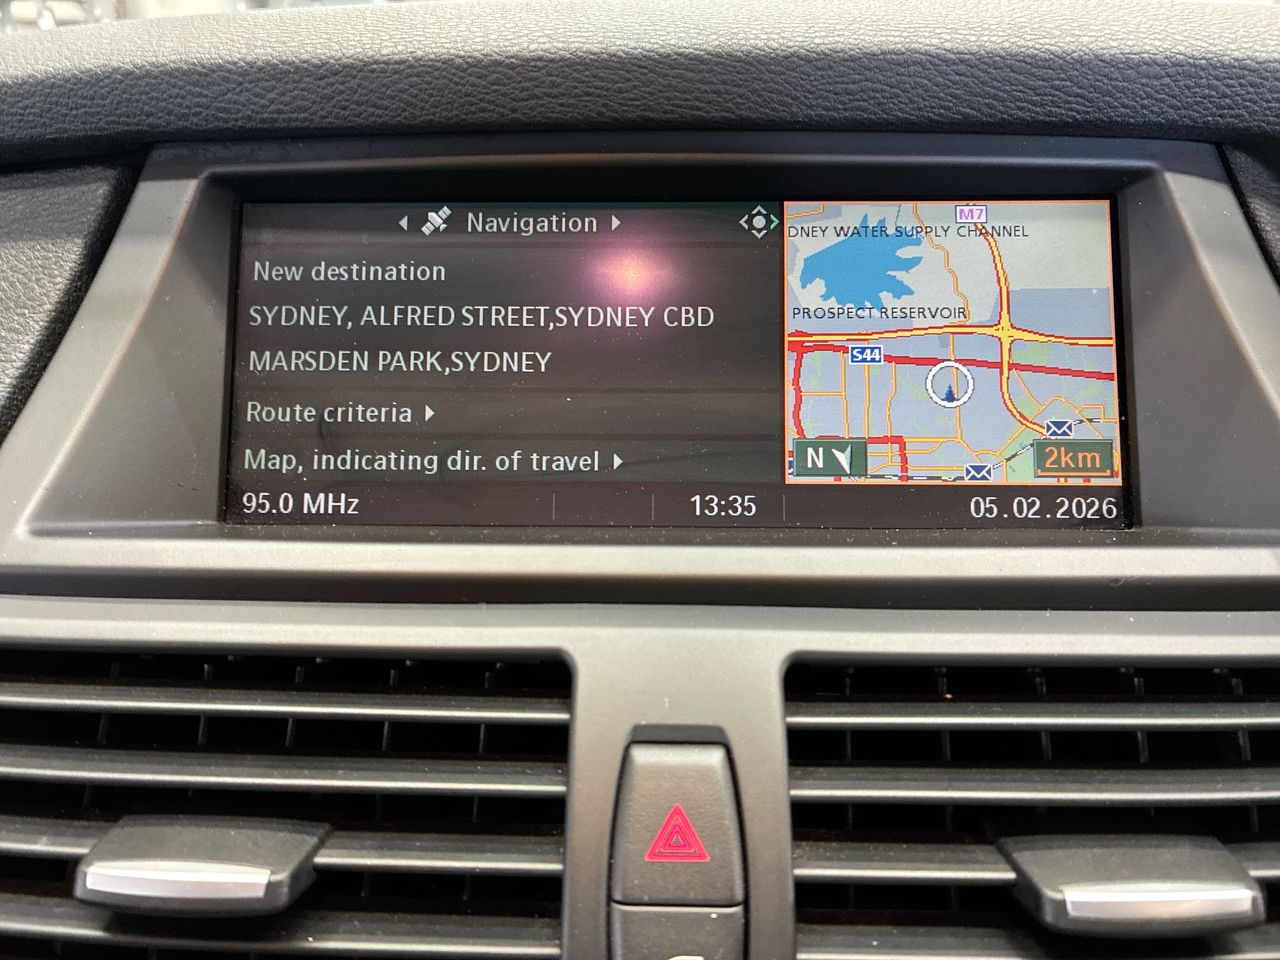 Navigation
New destination
SYDNEY, ALFRED STREET,SYDNEY CBD
MARSDEN PARK,SYDNEY
Route criteria
Map, indicating dir. of travel
95.0 MHz
13:35
05.02.2026
M7
DNEY WATER SUPPLY CHANNEL
PROSPECT RESERVOIR
S44
N
2km